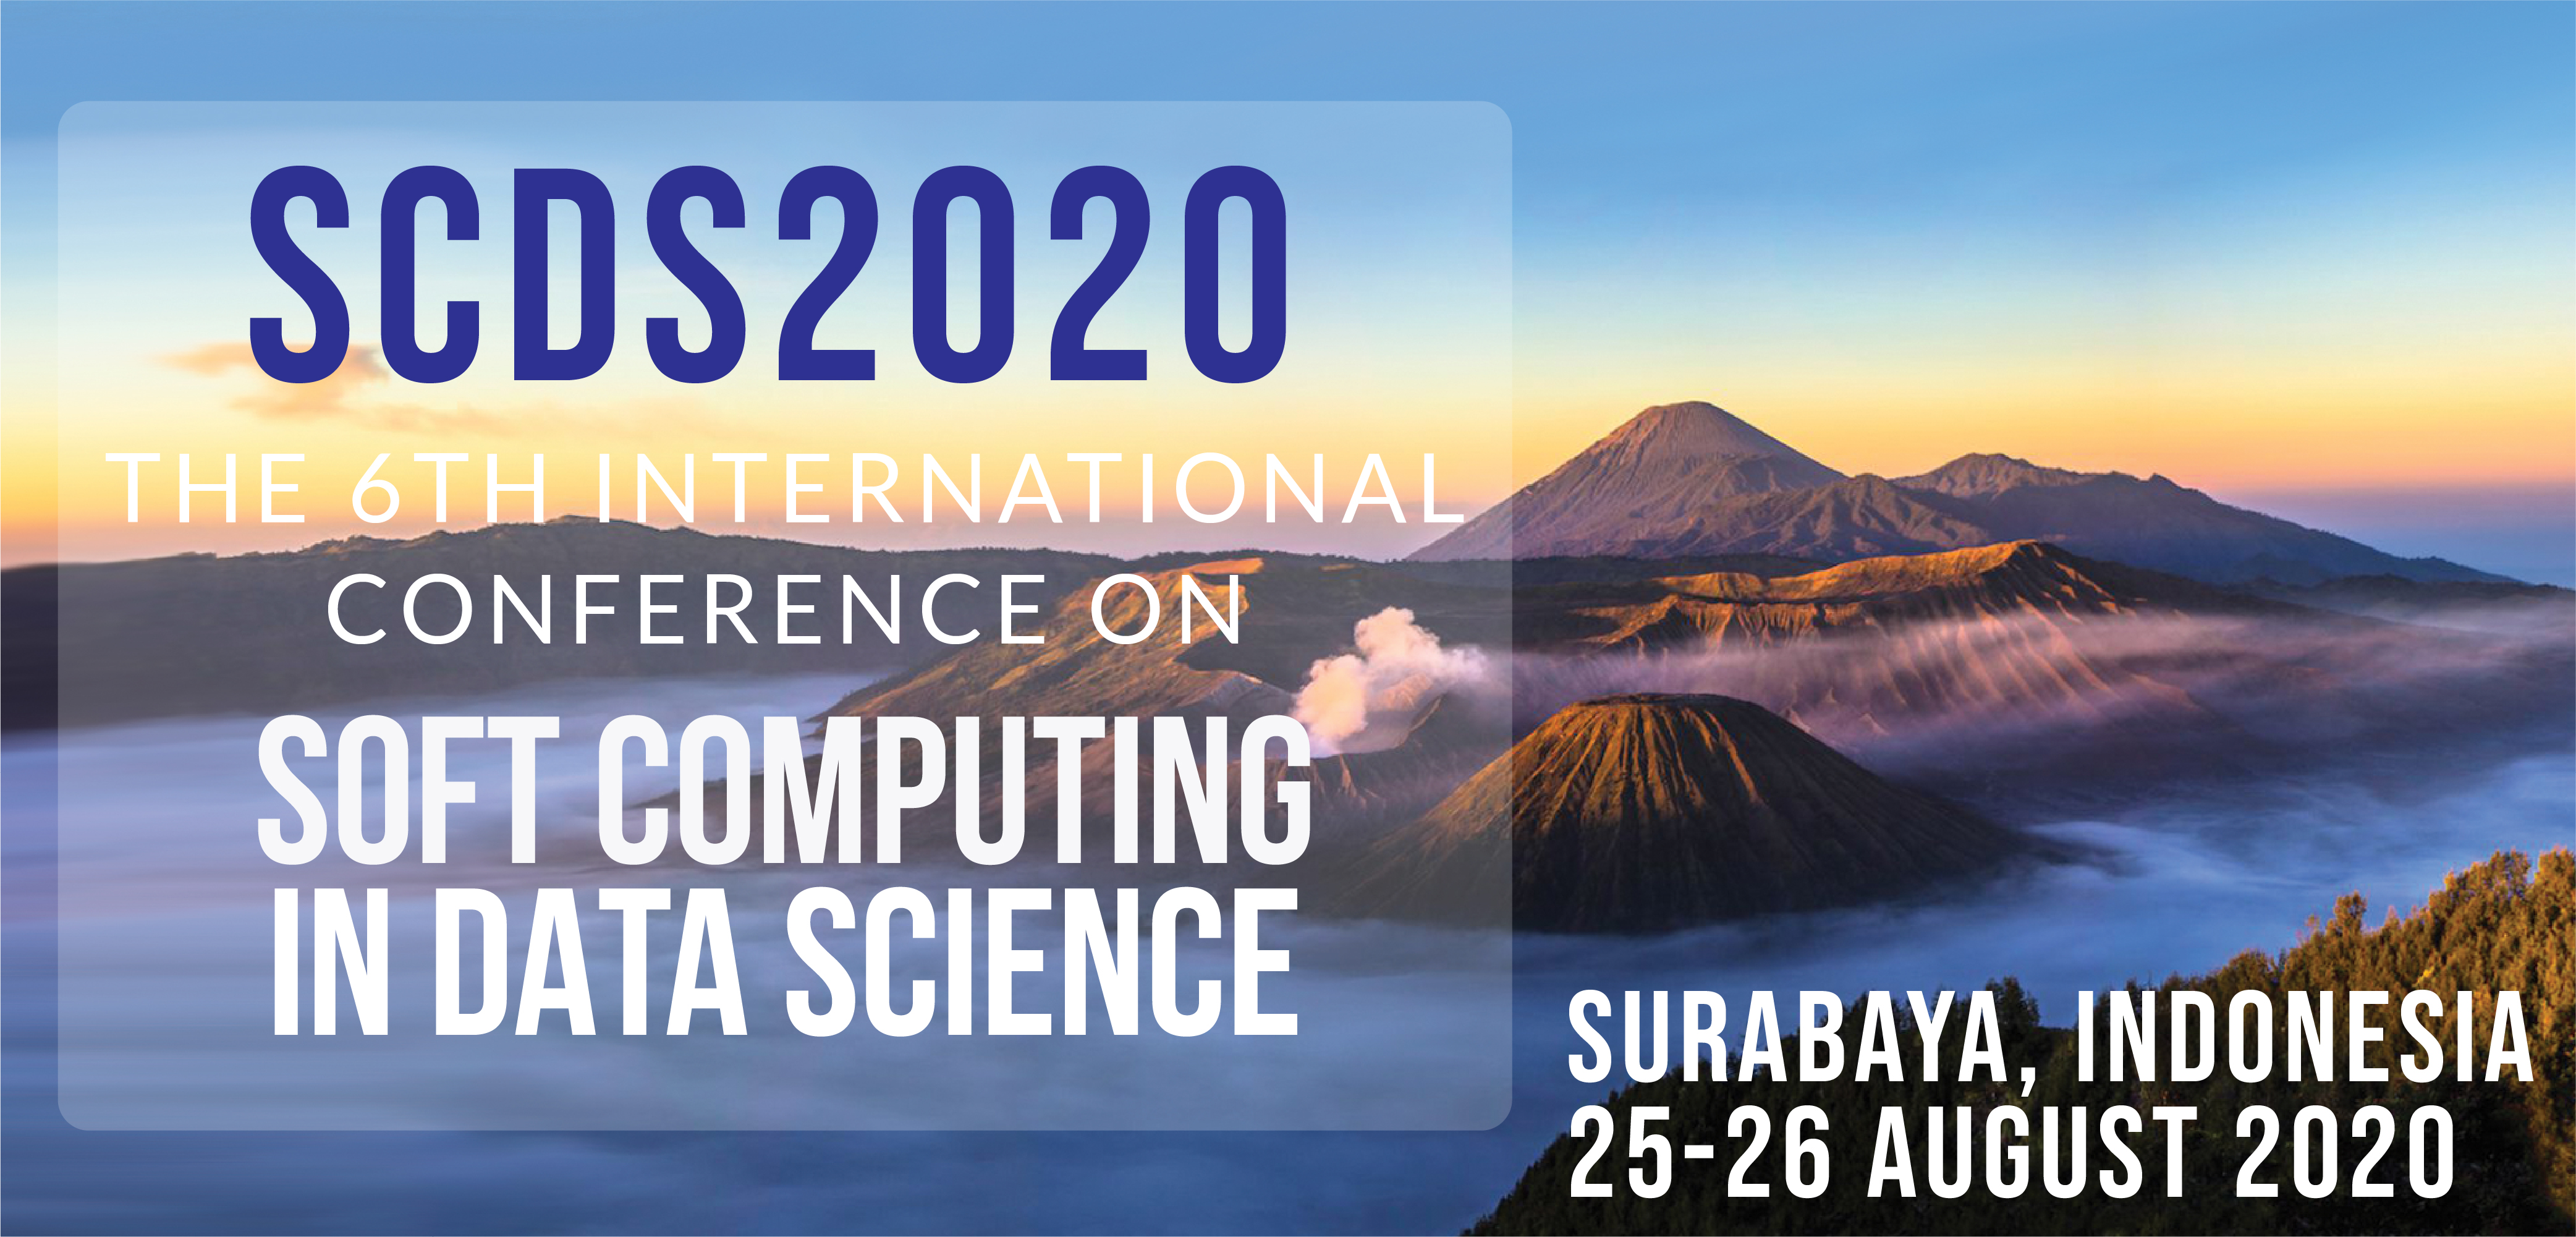 SCDS2020
THE 6TH INTERNATIONAL
CONFERENCE ON
SOFT COMPUTING
IN DATA SCIENCE
SURABAYA, INDONESIA
25-26 AUGUST 2020